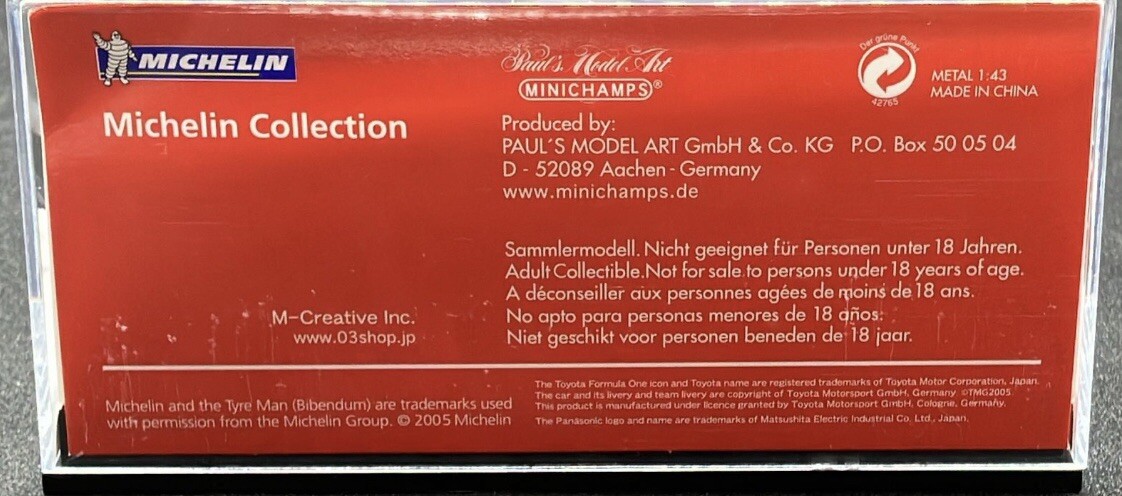 MICHELIN
Michelin Collection
Paul's Model Art
MINICHAMPS®
Der grüne Punkt
42765
METAL 1:43
MADE IN CHINA
Produced by:
PAUL´S MODEL ART GmbH & Co. KG P.O. Box 50 05 04
D - 52089 Aachen - Germany
www.minichamps.de
Sammlermodell. Nicht geeignet für Personen unter 18 Jahren.
Adult Collectible.Not for sale to persons under 18 years of age.
A déconseiller aux personnes agées de moins de 18 ans.
No apto para personas menores de 18 años.
Niet geschikt voor personen beneden de 18 jaar.
M-Creative Inc.
www.03shop.jp
Michelin and the Tyre Man (Bibendum) are trademarks used
with permission from the Michelin Group. © 2005 Michelin
The Toyota Formula One icon and Toyota name are registered trademarks of Toyota Motor Corporation, Japan.
The car and its livery and team livery are copyright of Toyota Motorsport GmbH, Germany ©TMG2005
This product is manufactured under licence granted by Toyota Motorsport GmbH, Cologne, Germany.
The Panasonic logo and name are trademarks of Matsushita Electric Industrial Co. Ltd., Japan.